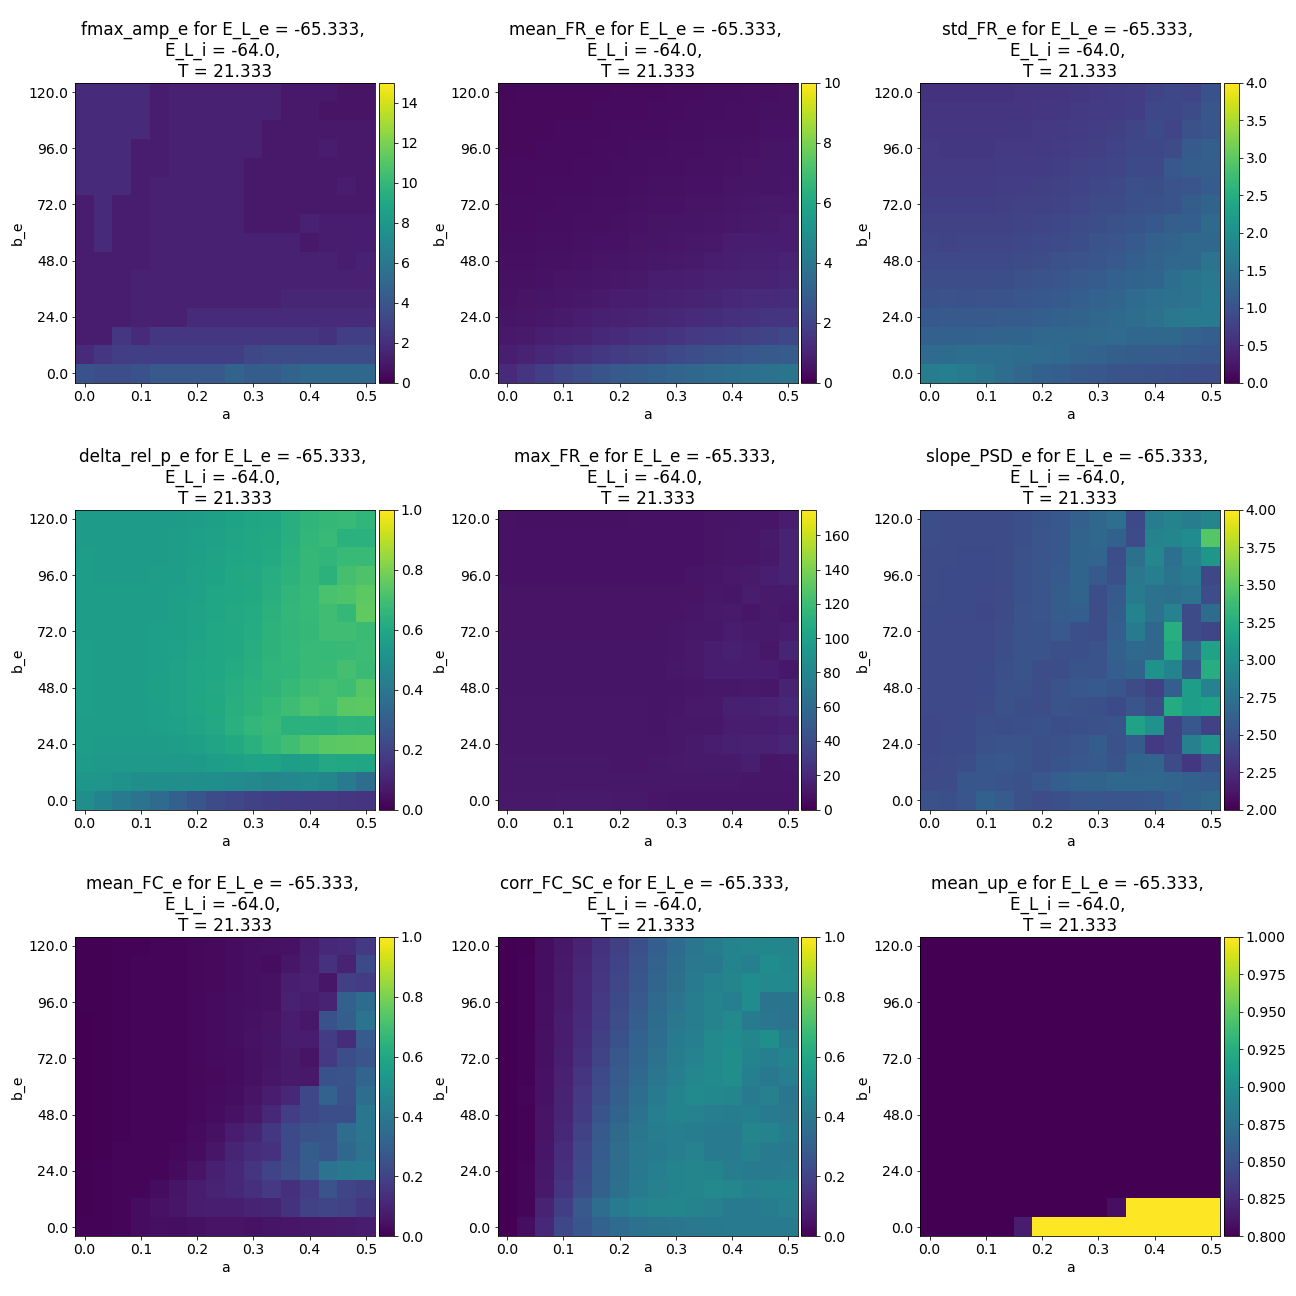 fmax_amp_e for E_L_e = -65.333,
E_L_i = -64.0,
T = 21.333
120.0
96.0
72.0
48.0
24.0
0.0
b_e
0.0 0.1 0.2 0.3 0.4 0.5
a
14
12
10
8
6
4
2
0
mean_FR_e for E_L_e = -65.333,
E_L_i = -64.0,
T = 21.333
120.0
96.0
72.0
48.0
24.0
0.0
b_e
0.0 0.1 0.2 0.3 0.4 0.5
a
10
8
6
4
2
0
std_FR_e for E_L_e = -65.333,
E_L_i = -64.0,
T = 21.333
120.0
96.0
72.0
48.0
24.0
0.0
b_e
0.0 0.1 0.2 0.3 0.4 0.5
a
4.0
3.5
3.0
2.5
2.0
1.5
1.0
0.5
0.0
delta_rel_p_e for E_L_e = -65.333,
E_L_i = -64.0,
T = 21.333
120.0
96.0
72.0
48.0
24.0
0.0
b_e
0.0 0.1 0.2 0.3 0.4 0.5
a
1.0
0.8
0.6
0.4
0.2
0.0
max_FR_e for E_L_e = -65.333,
E_L_i = -64.0,
T = 21.333
120.0
96.0
72.0
48.0
24.0
0.0
b_e
0.0 0.1 0.2 0.3 0.4 0.5
a
160
140
120
100
80
60
40
20
0
slope_PSD_e for E_L_e = -65.333,
E_L_i = -64.0,
T = 21.333
120.0
96.0
72.0
48.0
24.0
0.0
b_e
0.0 0.1 0.2 0.3 0.4 0.5
a
4.00
3.75
3.50
3.25
3.00
2.75
2.50
2.25
2.00
mean_FC_e for E_L_e = -65.333,
E_L_i = -64.0,
T = 21.333
120.0
96.0
72.0
48.0
24.0
0.0
b_e
0.0 0.1 0.2 0.3 0.4 0.5
a
1.0
0.8
0.6
0.4
0.2
0.0
corr_FC_SC_e for E_L_e = -65.333,
E_L_i = -64.0,
T = 21.333
120.0
96.0
72.0
48.0
24.0
0.0
b_e
0.0 0.1 0.2 0.3 0.4 0.5
a
1.0
0.8
0.6
0.4
0.2
0.0
mean_up_e for E_L_e = -65.333,
E_L_i = -64.0,
T = 21.333
120.0
96.0
72.0
48.0
24.0
0.0
b_e
0.0 0.1 0.2 0.3 0.4 0.5
a
1.000
0.975
0.950
0.925
0.900
0.875
0.850
0.825
0.800